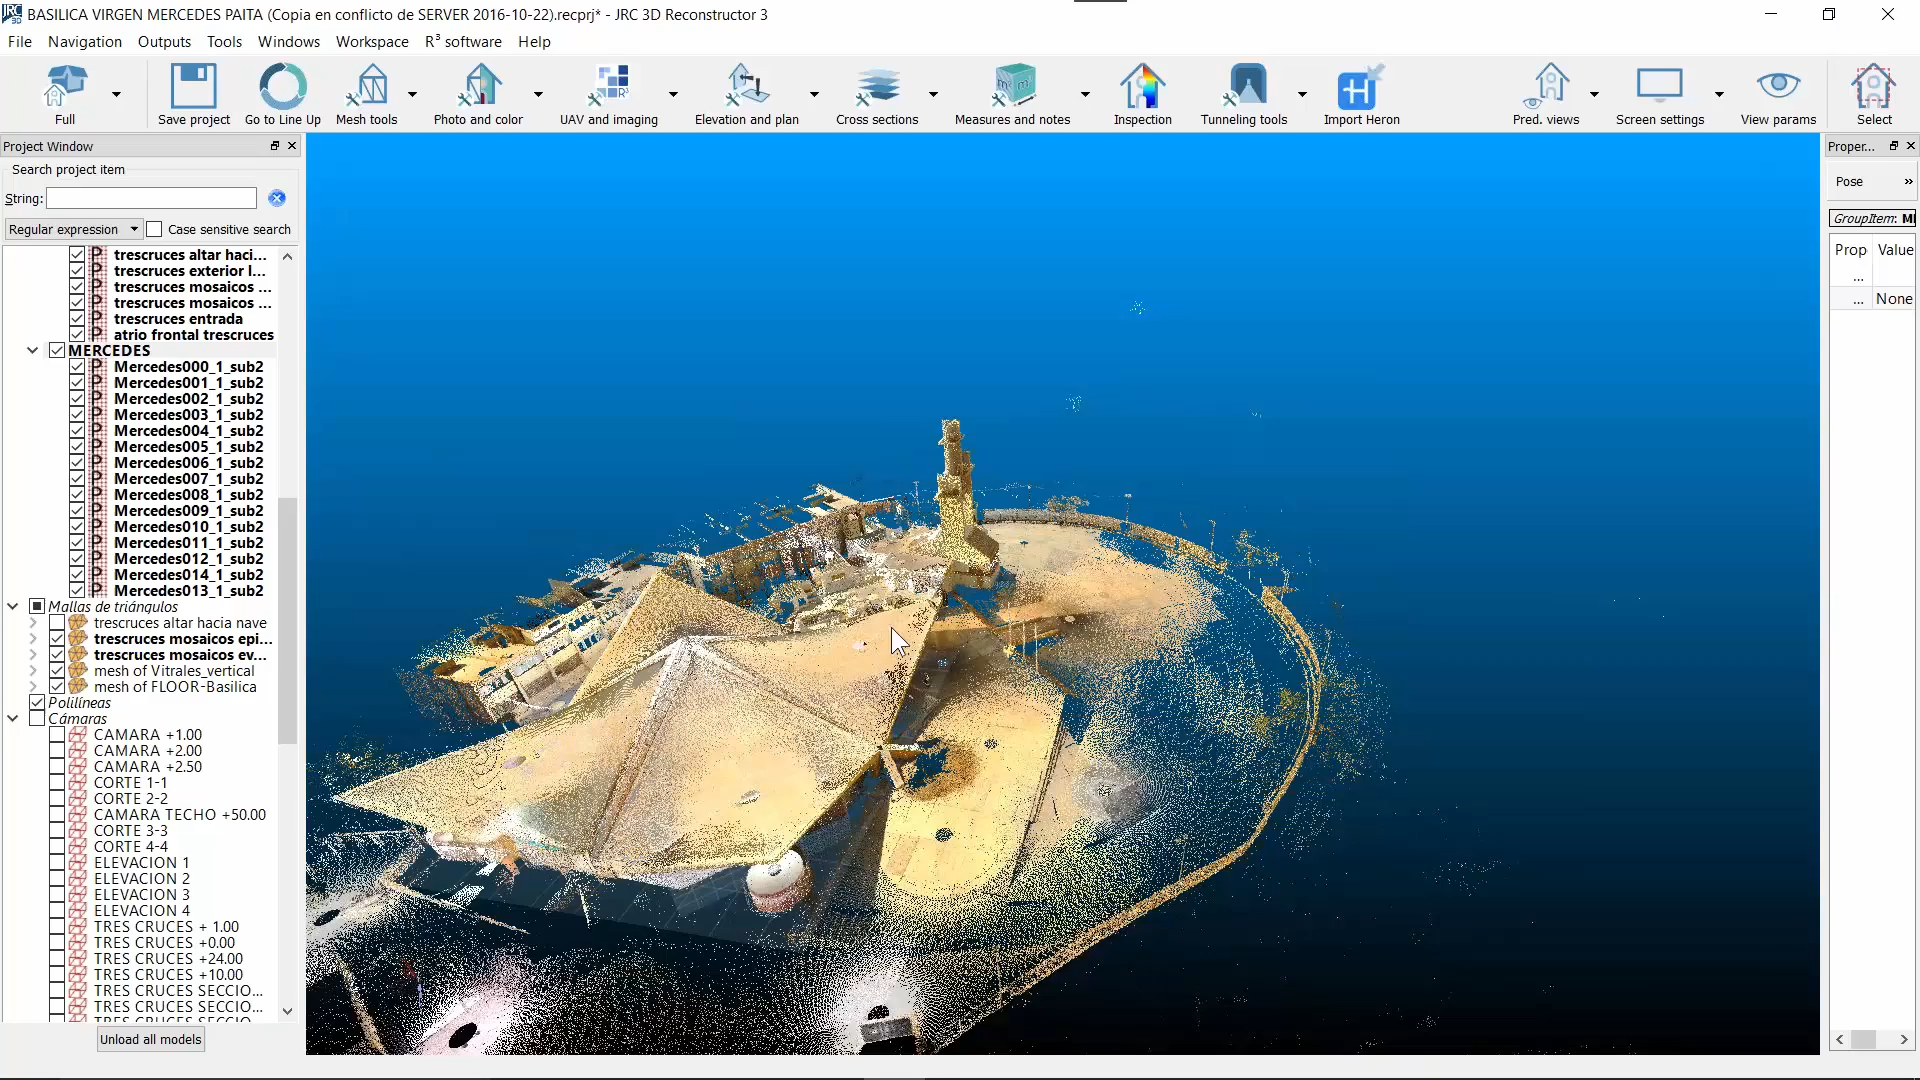 JRC 3D
BASILICA VIRGEN MERCEDES PAITA (Copia en conflicto de SERVER 2016-10-22).recprj* - JRC 3D Reconstructor 3
File Navigation Outputs Tools Windows Workspace R³ software Help
Full
Save project
Go to Line Up
Mesh tools
Photo and color
UAV and imaging
Elevation and plan
Cross sections
Measures and notes
Inspection
Tunneling tools
Import Heron
Pred. views
Screen settings
View params
Select
Project Window
Search project item
String:
Regular expression
Case sensitive search
trescruces altar haci...
trescruces exterior l...
trescruces mosaicos ...
trescruces mosaicos ...
trescruces entrada
atrio frontal trescruces
MERCEDES
Mercedes000_1_sub2
Mercedes001_1_sub2
Mercedes002_1_sub2
Mercedes003_1_sub2
Mercedes004_1_sub2
Mercedes005_1_sub2
Mercedes006_1_sub2
Mercedes007_1_sub2
Mercedes008_1_sub2
Mercedes009_1_sub2
Mercedes010_1_sub2
Mercedes011_1_sub2
Mercedes012_1_sub2
Mercedes014_1_sub2
Mercedes013_1_sub2
Mallas de triángulos
trescruces altar hacia nave
trescruces mosaicos epi...
trescruces mosaicos ev...
mesh of Vitrales_vertical
mesh of FLOOR-Basilica
Polilíneas
Cámaras
CAMARA +1.00
CAMARA +2.00
CAMARA +2.50
CORTE 1-1
CORTE 2-2
CAMARA TECHO +50.00
CORTE 3-3
CORTE 4-4
ELEVACION 1
ELEVACION 2
ELEVACION 3
ELEVACION 4
TRES CRUCES + 1.00
TRES CRUCES +0.00
TRES CRUCES +24.00
TRES CRUCES +10.00
TRES CRUCES SECCIO...
TRES CRUCES SECCIO...
TRES CRUCES SECCIO...
Unload all models
Proper...
Pose »
GroupItem: M
Prop Value
...
... None